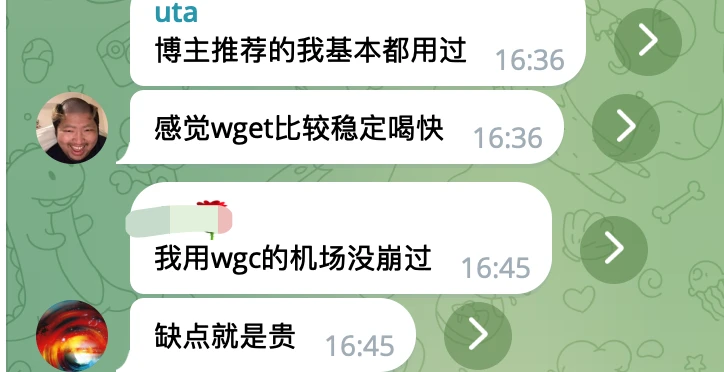 uta
博主推荐的我基本都用过 16:36
感觉wget比较稳定喝快 16:36
我用wgc的机场没崩过 16:45
缺点就是贵 16:45